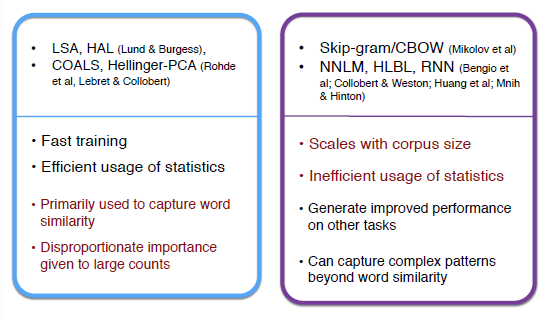 • LSA, HAL (Lund & Burgess),
• COALS, Hellinger-PCA (Rohde
et al, Lebret & Collobert)
• Fast training
• Efficient usage of statistics
• Primarily used to capture word
similarity
• Disproportionate importance
given to large counts
• Skip-gram/CBOW (Mikolov et al)
• NNLM, HLBL, RNN (Bengio et
al; Collobert & Weston; Huang et al; Mnih
& Hinton)
• Scales with corpus size
• Inefficient usage of statistics
• Generate improved performance
on other tasks
• Can capture complex patterns
beyond word similarity